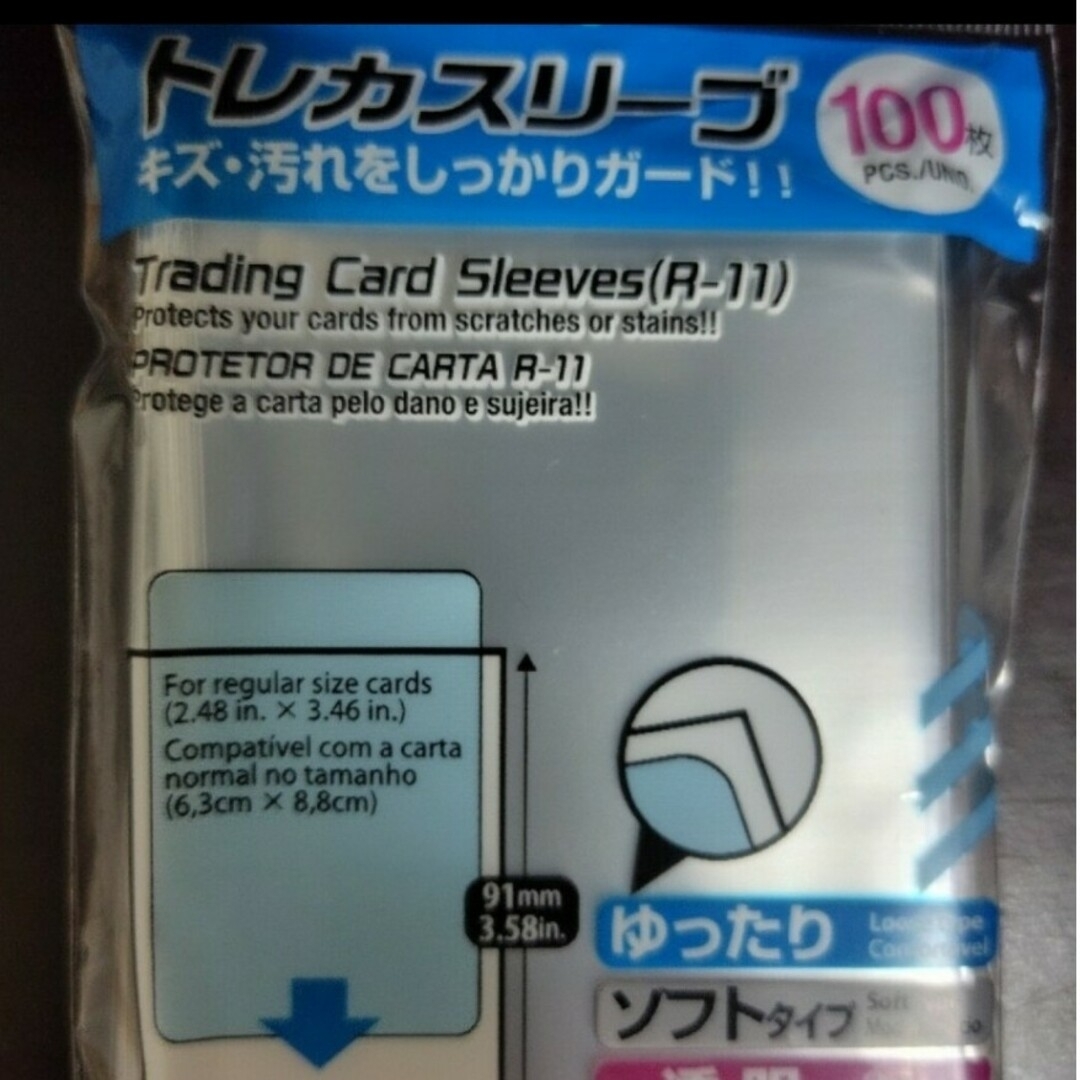 トレカスリーブ
100枚
PCS./UND.
キズ・汚れをしっかりガード!!
Trading Card Sleeves(R-11)
Protects your cards from scratches or stains!!
PROTETOR DE CARTA R-11
Protege a carta pelo dano e sujeira!!
For regular size cards
(2.48 in. × 3.46 in.)
Compatível com a carta
normal no tamanho
(6,3cm × 8,8cm)
91mm
3.58in.
ゆったり
ソフトタイプ
Soft